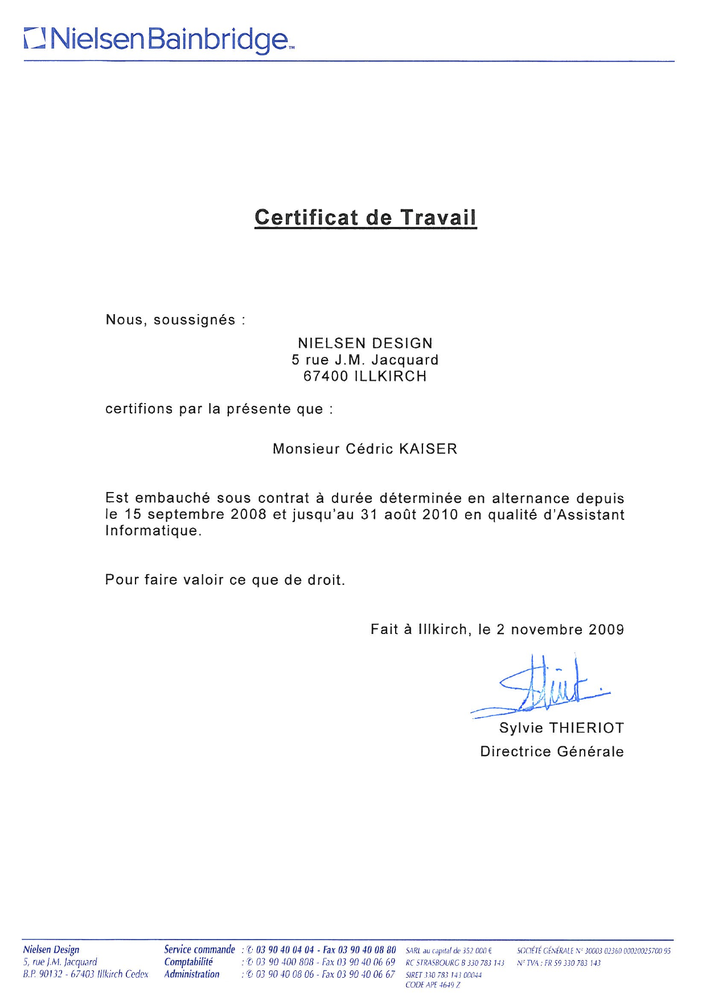 NielsenBainbridge™
Certificat de Travail
Nous, soussignés :
NIELSEN DESIGN
5 rue J.M. Jacquard
67400 ILLKIRCH
certifions par la présente que :
Monsieur Cédric KAISER
Est embauché sous contrat à durée déterminée en alternance depuis
le 15 septembre 2008 et jusqu'au 31 août 2010 en qualité d'Assistant
Informatique.
Pour faire valoir ce que de droit.
Fait à Illkirch, le 2 novembre 2009
Sylvie THIERIOT
Directrice Générale
Nielsen Design
5, rue J.M. Jacquard
B.P. 90132 - 67403 Illkirch Cedex
Service commande : ✆ 03 90 40 04 04 - Fax 03 90 40 08 80
Comptabilité : ✆ 03 90 400 808 - Fax 03 90 40 06 69
Administration : ✆ 03 90 40 08 06 - Fax 03 90 40 06 67
SARL au capital de 352 000 €
RC STRASBOURG B 330 783 143
SIRET 330 783 143 00044
CODE APE 4649 Z
SOCIÉTÉ GÉNÉRALE N° 30003 02360 00020025700 95
N° TVA : FR 59 330 783 143